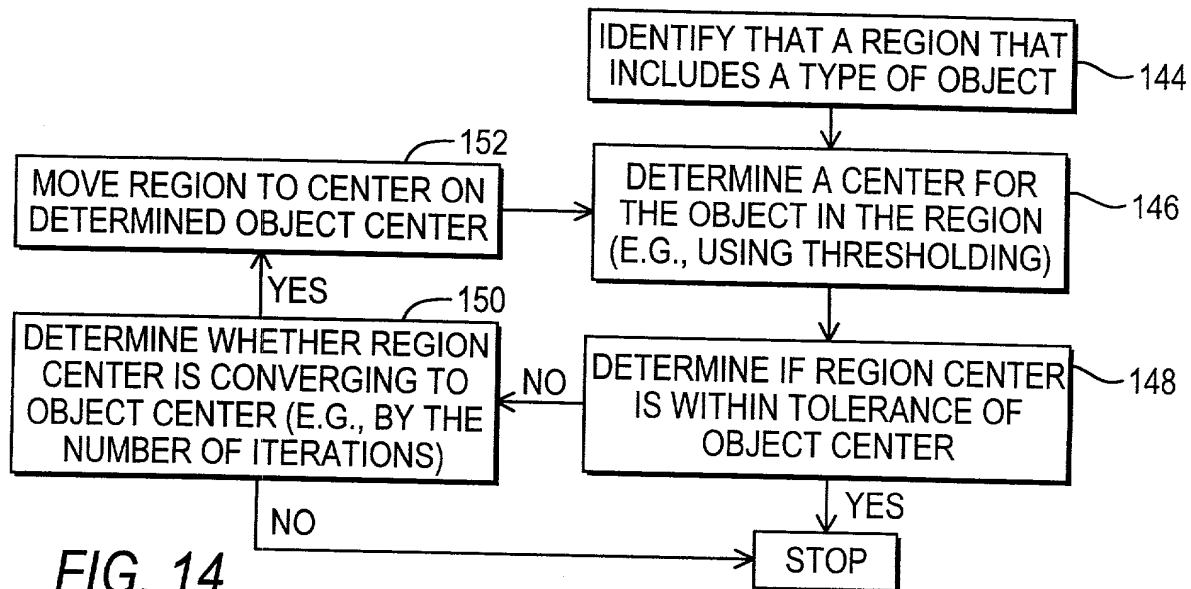 IDENTIFY THAT A REGION THAT
INCLUDES A TYPE OF OBJECT
144
152
MOVE REGION TO CENTER ON
DETERMINED OBJECT CENTER
DETERMINE A CENTER FOR
THE OBJECT IN THE REGION
(E.G., USING THRESHOLDING)
146
YES
150
DETERMINE WHETHER REGION
CENTER IS CONVERGING TO
OBJECT CENTER (E.G., BY THE
NUMBER OF ITERATIONS)
NO
DETERMINE IF REGION CENTER
IS WITHIN TOLERANCE OF
OBJECT CENTER
148
YES
NO
STOP
FIG. 14